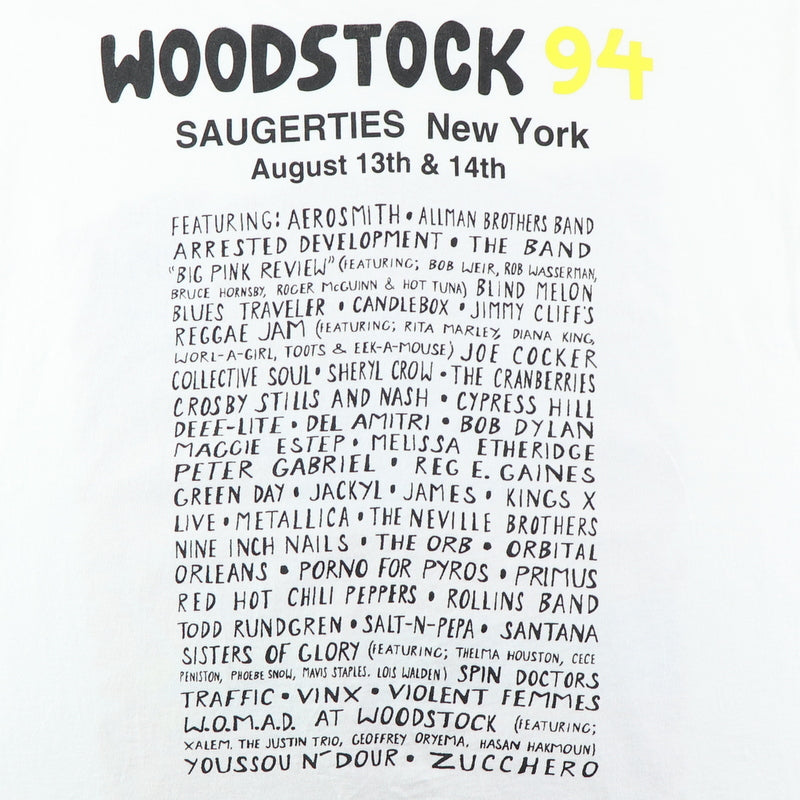 WOODSTOCK 94
SAUGERTIES New York
August 13th & 14th
FEATURING: AEROSMITH • ALLMAN BROTHERS BAND
ARRESTED DEVELOPMENT • THE BAND
"BIG PINK REVIEW" (FEATURING; BOB WEIR, ROB WASSERMAN,
BRUCE HORNSBY, ROGER McGUINN & HOT TUNA) BLIND MELON
BLUES TRAVELER • CANDLEBOX • JIMMY CLIFF'S
REGGAE JAM (FEATURING; RITA MARLEY, DIANA KING,
WORL-A-GIRL, TOOTS & EEK-A-MOUSE) JOE COCKER
COLLECTIVE SOUL • SHERYL CROW • THE CRANBERRIES
CROSBY STILLS AND NASH • CYPRESS HILL
DEEE-LITE • DEL AMITRI • BOB DYLAN
MAGGIE ESTEP • MELISSA ETHERIDGE
PETER GABRIEL • REG E. GAINES
GREEN DAY • JACKYL • JAMES • KINGS X
LIVE • METALLICA • THE NEVILLE BROTHERS
NINE INCH NAILS • THE ORB • ORBITAL
ORLEANS • PORNO FOR PYROS • PRIMUS
RED HOT CHILI PEPPERS • ROLLINS BAND
TODD RUNDGREN • SALT-N-PEPA • SANTANA
SISTERS OF GLORY (FEATURING; THELMA HOUSTON, CECE
PENISTON, PHOEBE SNOW, MAVIS STAPLES, LOIS WALDEN) SPIN DOCTORS
TRAFFIC • VINX • VIOLENT FEMMES
W.O.M.A.D. AT WOODSTOCK (FEATURING;
XALEM, THE JUSTIN TRIO, GEOFFREY ORYEMA, HASAN HAKMOUN)
YOUSSOU N´DOUR • ZUCCHERO